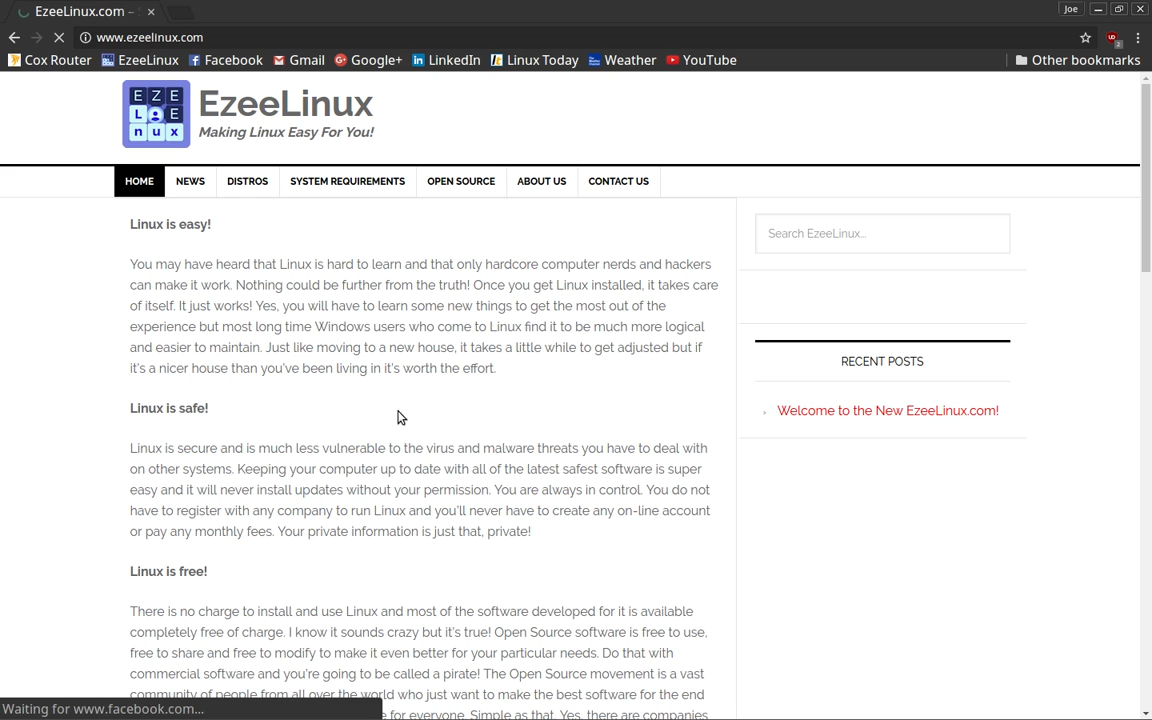 EzeeLinux.com –
Joe
www.ezeelinux.com
Cox Router
EzeeLinux
Facebook
Gmail
Google+
LinkedIn
Linux Today
Weather
YouTube
Other bookmarks
E Z E
L E
n u x
EzeeLinux
Making Linux Easy For You!
HOME
NEWS
DISTROS
SYSTEM REQUIREMENTS
OPEN SOURCE
ABOUT US
CONTACT US
Linux is easy!
You may have heard that Linux is hard to learn and that only hardcore computer nerds and hackers
can make it work. Nothing could be further from the truth! Once you get Linux installed, it takes care
of itself. It just works! Yes, you will have to learn some new things to get the most out of the
experience but most long time Windows users who come to Linux find it to be much more logical
and easier to maintain. Just like moving to a new house, it takes a little while to get adjusted but if
it's a nicer house than you've been living in it's worth the effort.
Linux is safe!
Linux is secure and is much less vulnerable to the virus and malware threats you have to deal with
on other systems. Keeping your computer up to date with all of the latest safest software is super
easy and it will never install updates without your permission. You are always in control. You do not
have to register with any company to run Linux and you'll never have to create any on-line account
or pay any monthly fees. Your private information is just that, private!
Linux is free!
There is no charge to install and use Linux and most of the software developed for it is available
completely free of charge. I know it sounds crazy but it's true! Open Source software is free to use,
free to share and free to modify to make it even better for your particular needs. Do that with
commercial software and you're going to be called a pirate! The Open Source movement is a vast
community of people from all over the world who just want to make the best software for the end
e for everyone. Simple as that. Yes, there are companies
Search EzeeLinux...
RECENT POSTS
Welcome to the New EzeeLinux.com!
Waiting for www.facebook.com...